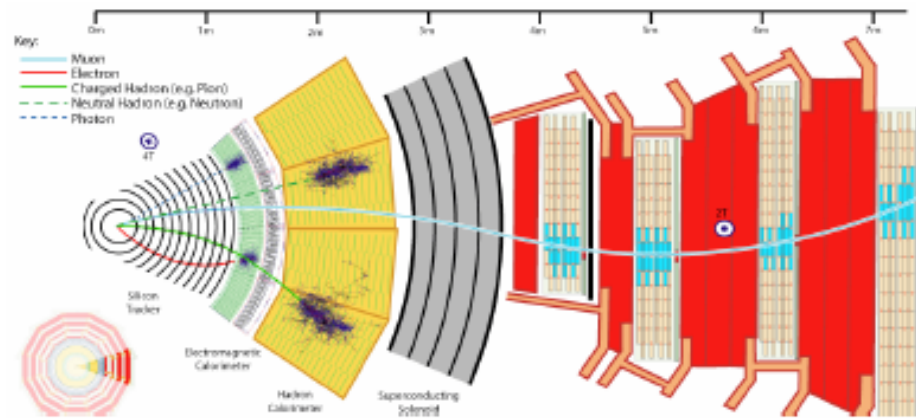 0m 1m 2m 3m 4m 5m 6m 7m
Key:
Muon
Electron
Charged Hadron (e.g. Pion)
Neutral Hadron (e.g. Neutron)
Photon
4T
2T
Silicon
Tracker
Electromagnetic
Calorimeter
Hadron
Calorimeter
Superconducting
Solenoid